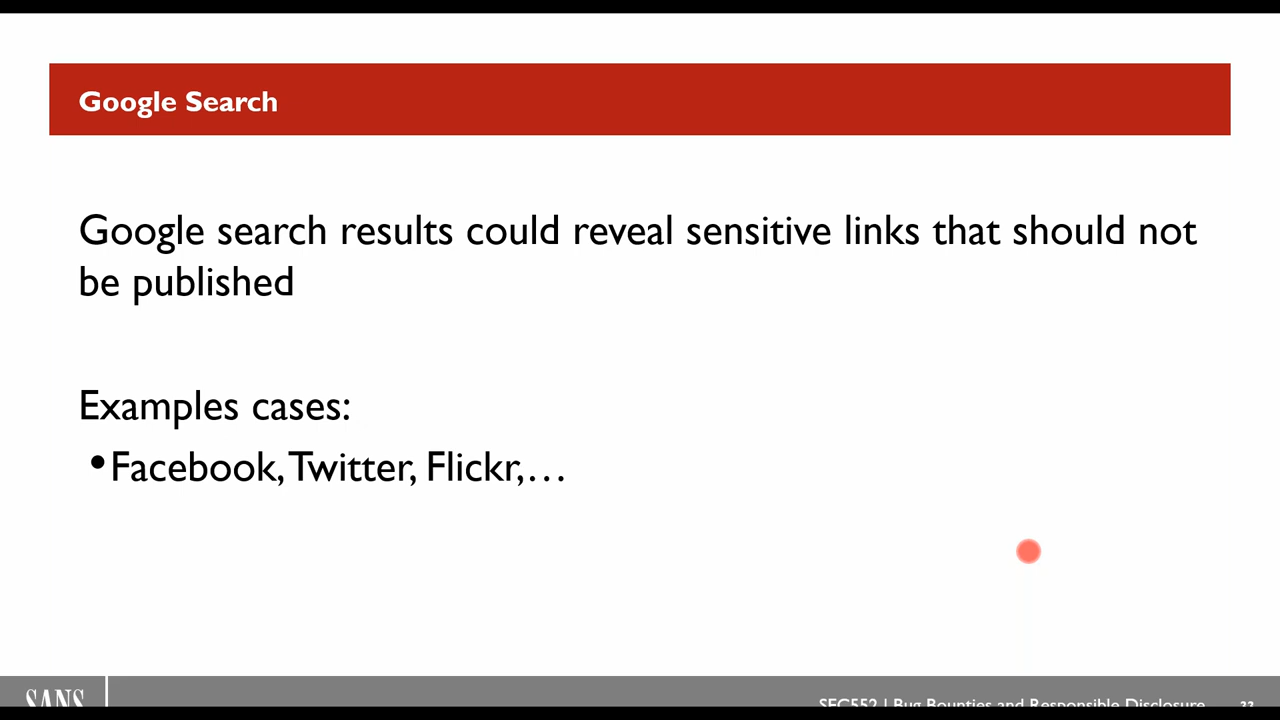 Google Search
Google search results could reveal sensitive links that should not
be published
Examples cases:
•Facebook, Twitter, Flickr,…
SANS
SEC552 | Bug Bounties and Responsible Disclosure